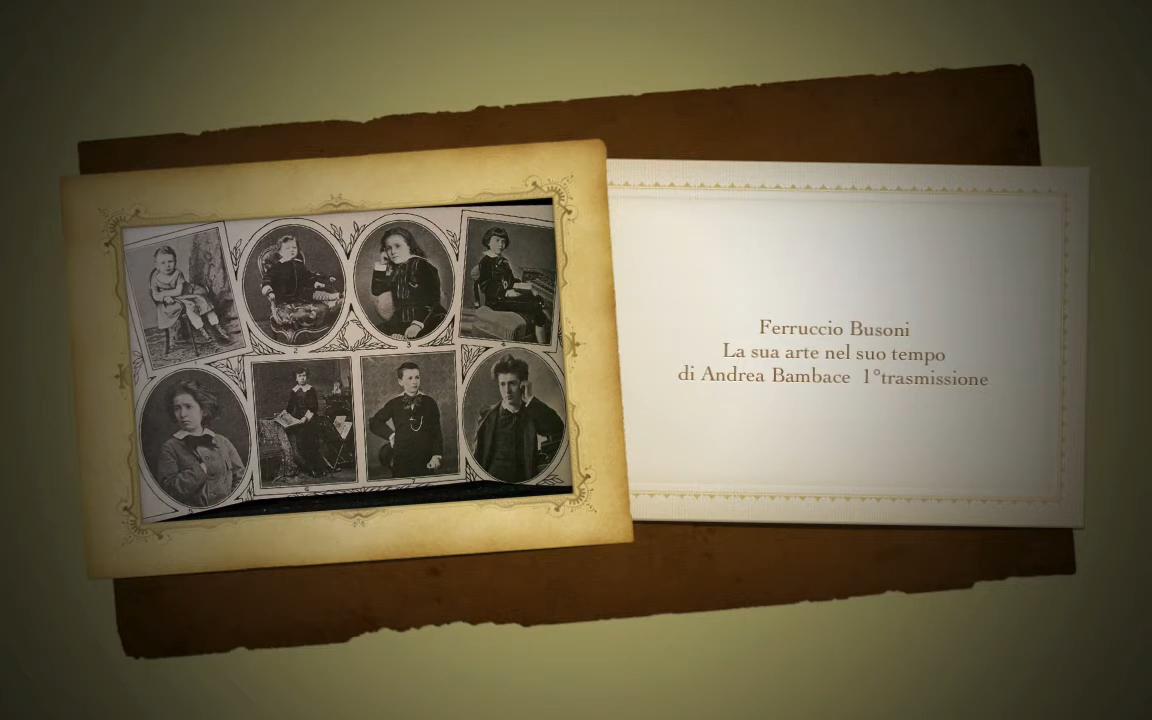 Ferruccio Busoni
La sua arte nel suo tempo
di Andrea Bambace 1°trasmissione